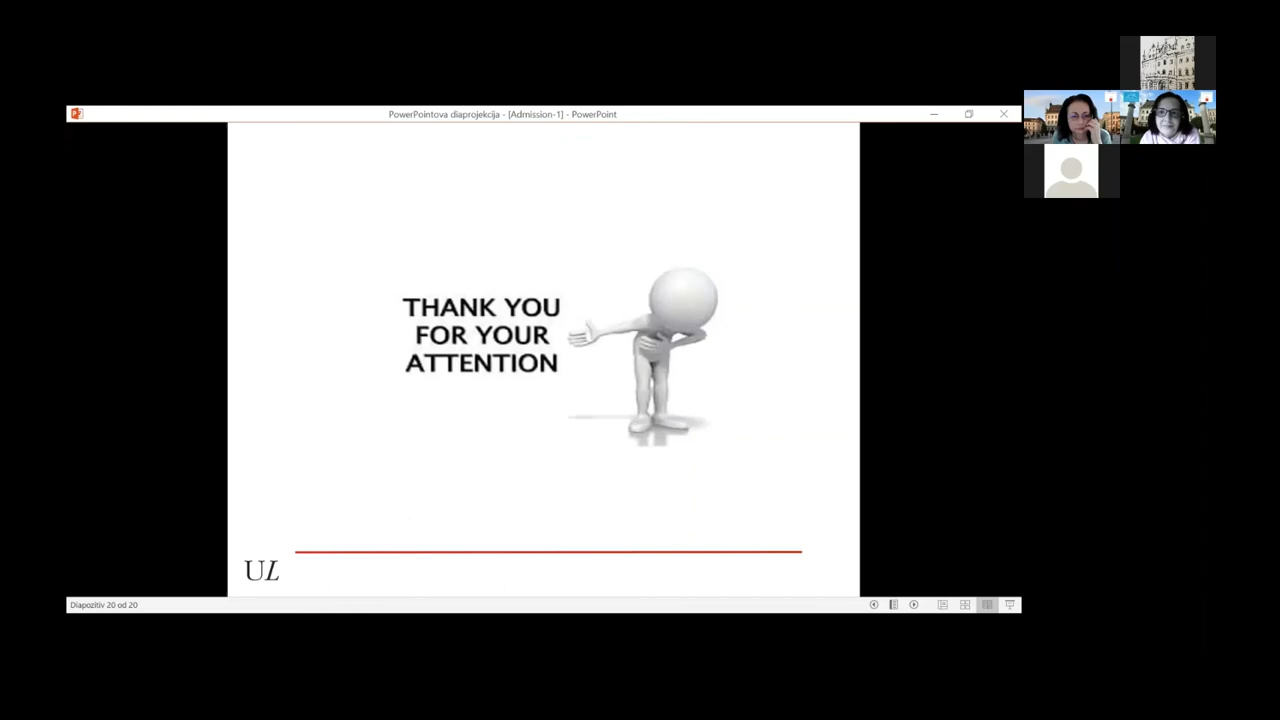 PowerPointova diaprojekcija - [Admission-1] - PowerPoint
THANK YOU
FOR YOUR
ATTENTION
UL
Diapozitiv 20 od 20